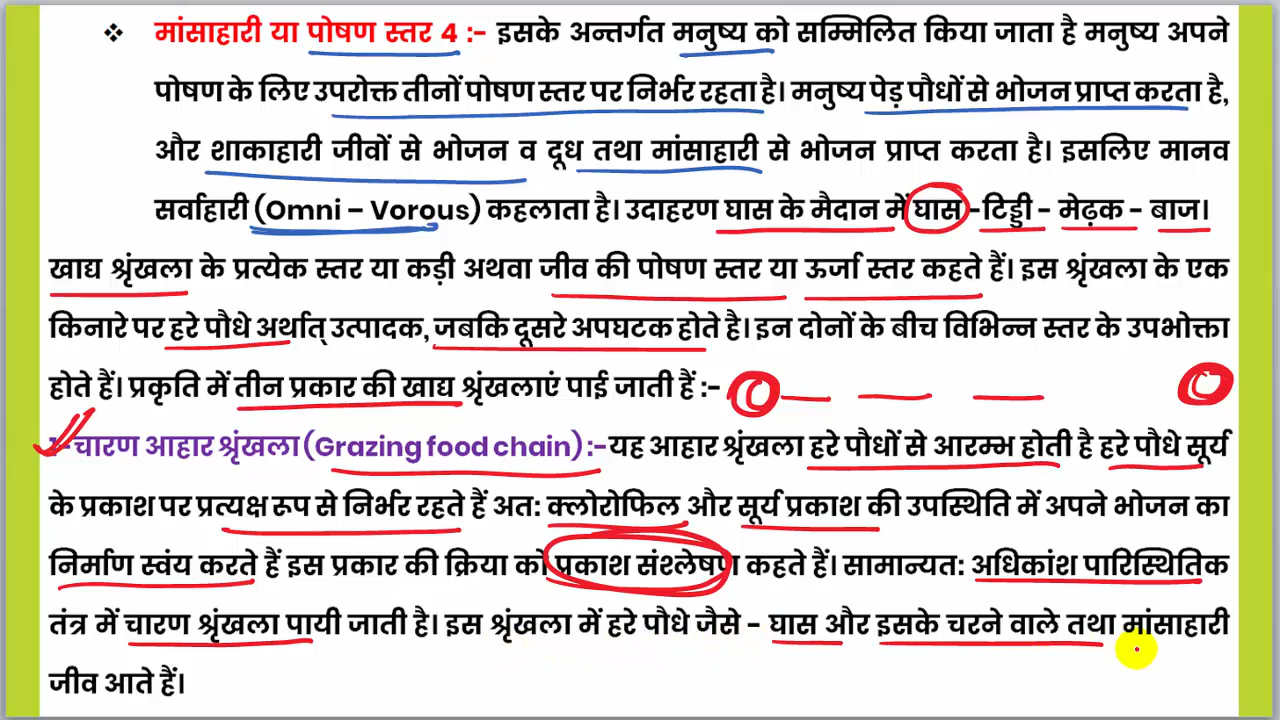 ❖ मांसाहारी या पोषण स्तर 4 :- इसके अन्तर्गत मनुष्य को सम्मिलित किया जाता है मनुष्य अपने
पोषण के लिए उपरोक्त तीनों पोषण स्तर पर निर्भर रहता है। मनुष्य पेड़ पौधों से भोजन प्राप्त करता है,
और शाकाहारी जीवों से भोजन व दूध तथा मांसाहारी से भोजन प्राप्त करता है। इसलिए मानव
सर्वाहारी (Omni – Vorous) कहलाता है। उदाहरण घास के मैदान में घास -टिड्डी - मेढ़क - बाज।
खाद्य श्रृंखला के प्रत्येक स्तर या कड़ी अथवा जीव की पोषण स्तर या ऊर्जा स्तर कहते हैं। इस श्रृंखला के एक
किनारे पर हरे पौधे अर्थात् उत्पादक, जबकि दूसरे अपघटक होते है। इन दोनों के बीच विभिन्न स्तर के उपभोक्ता
होते हैं। प्रकृति में तीन प्रकार की खाद्य श्रृंखलाएं पाई जाती हैं :-
1- चारण आहार श्रृंखला (Grazing food chain) :-यह आहार श्रृंखला हरे पौधों से आरम्भ होती है हरे पौधे सूर्य
के प्रकाश पर प्रत्यक्ष रूप से निर्भर रहते हैं अत: क्लोरोफिल और सूर्य प्रकाश की उपस्थिति में अपने भोजन का
निर्माण स्वंय करते हैं इस प्रकार की क्रिया को प्रकाश संश्लेषण कहते हैं। सामान्यत: अधिकांश पारिस्थितिक
तंत्र में चारण श्रृंखला पायी जाती है। इस श्रृंखला में हरे पौधे जैसे – घास और इसके चरने वाले तथा मांसाहारी
जीव आते हैं।